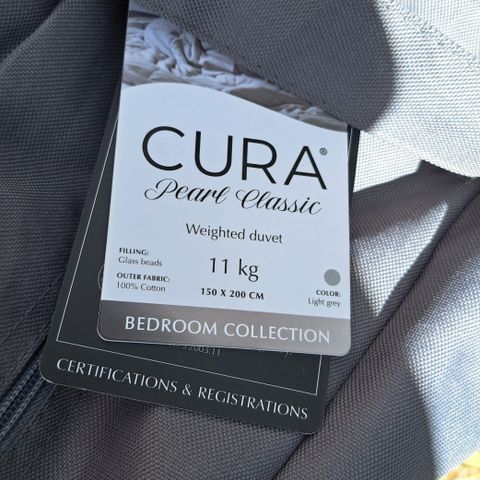 CURA®
Pearl Classic
Weighted duvet
FILLING:
Glass beads
11 kg
OUTER FABRIC:
100% Cotton
150 X 200 CM
COLOR:
Light grey
BEDROOM COLLECTION
CERTIFICATIONS & REGISTRATIONS